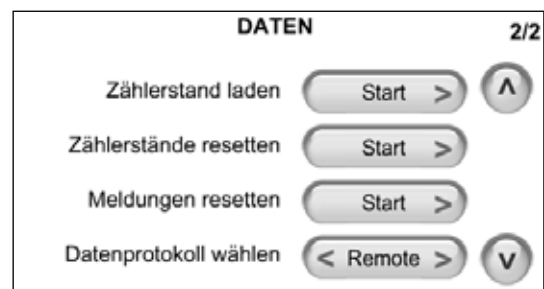 DATEN 2/2
Zählerstand laden Start > ʌ
Zählerstände resetten Start >
Meldungen resetten Start >
Datenprotokoll wählen < Remote > v